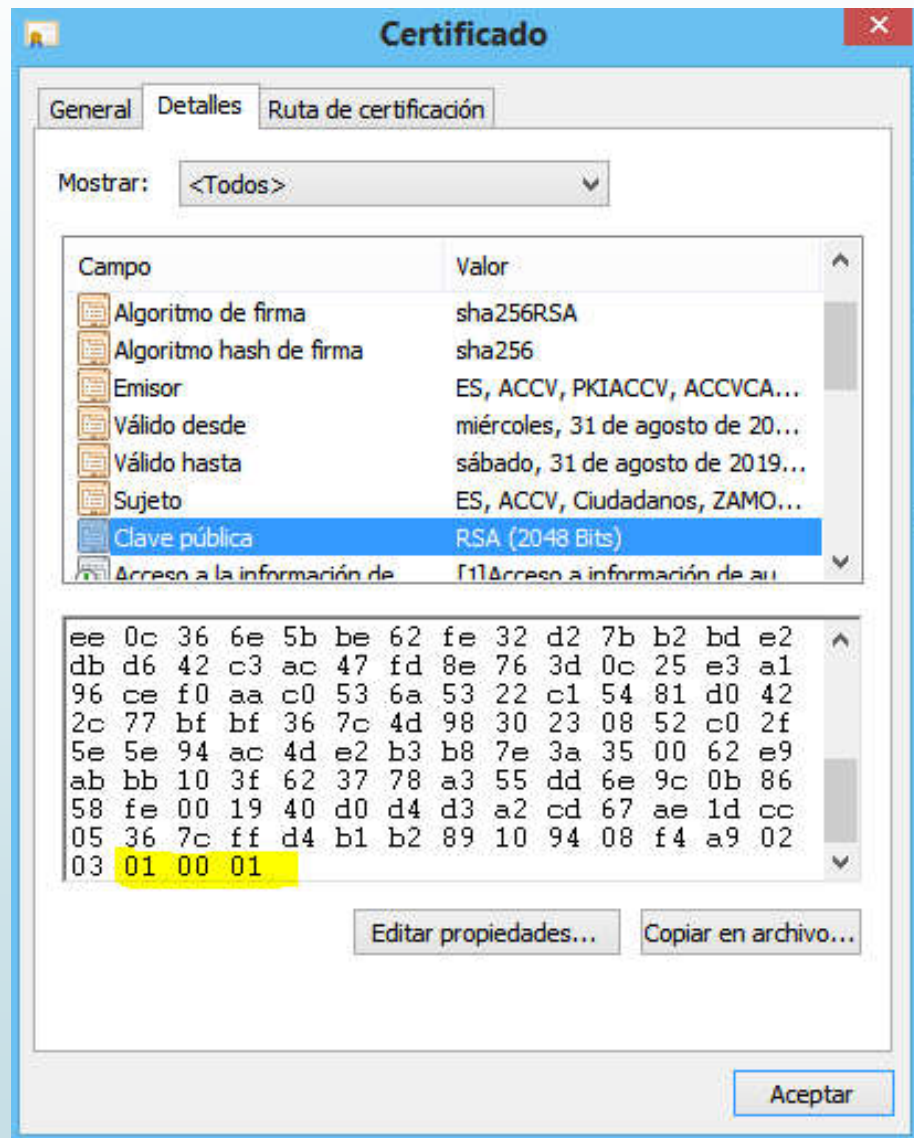 Certificado
General Detalles Ruta de certificación
Mostrar: <Todos>
Campo Valor
Algoritmo de firma sha256RSA
Algoritmo hash de firma sha256
Emisor ES, ACCV, PKIACCV, ACCVCA...
Válido desde miércoles, 31 de agosto de 20...
Válido hasta sábado, 31 de agosto de 2019...
Sujeto ES, ACCV, Ciudadanos, ZAMO...
Clave pública RSA (2048 Bits)
Acceso a la información de [1]Acceso a información de au
ee 0c 36 6e 5b be 62 fe 32 d2 7b b2 bd e2
db d6 42 c3 ac 47 fd 8e 76 3d 0c 25 e3 a1
96 ce f0 aa c0 53 6a 53 22 c1 54 81 d0 42
2c 77 bf bf 36 7c 4d 98 30 23 08 52 c0 2f
5e 5e 94 ac 4d e2 b3 b8 7e 3a 35 00 62 e9
ab bb 10 3f 62 37 78 a3 55 dd 6e 9c 0b 86
58 fe 00 19 40 d0 d4 d3 a2 cd 67 ae 1d cc
05 36 7c ff d4 b1 b2 89 10 94 08 f4 a9 02
03 01 00 01
Editar propiedades... Copiar en archivo...
Aceptar